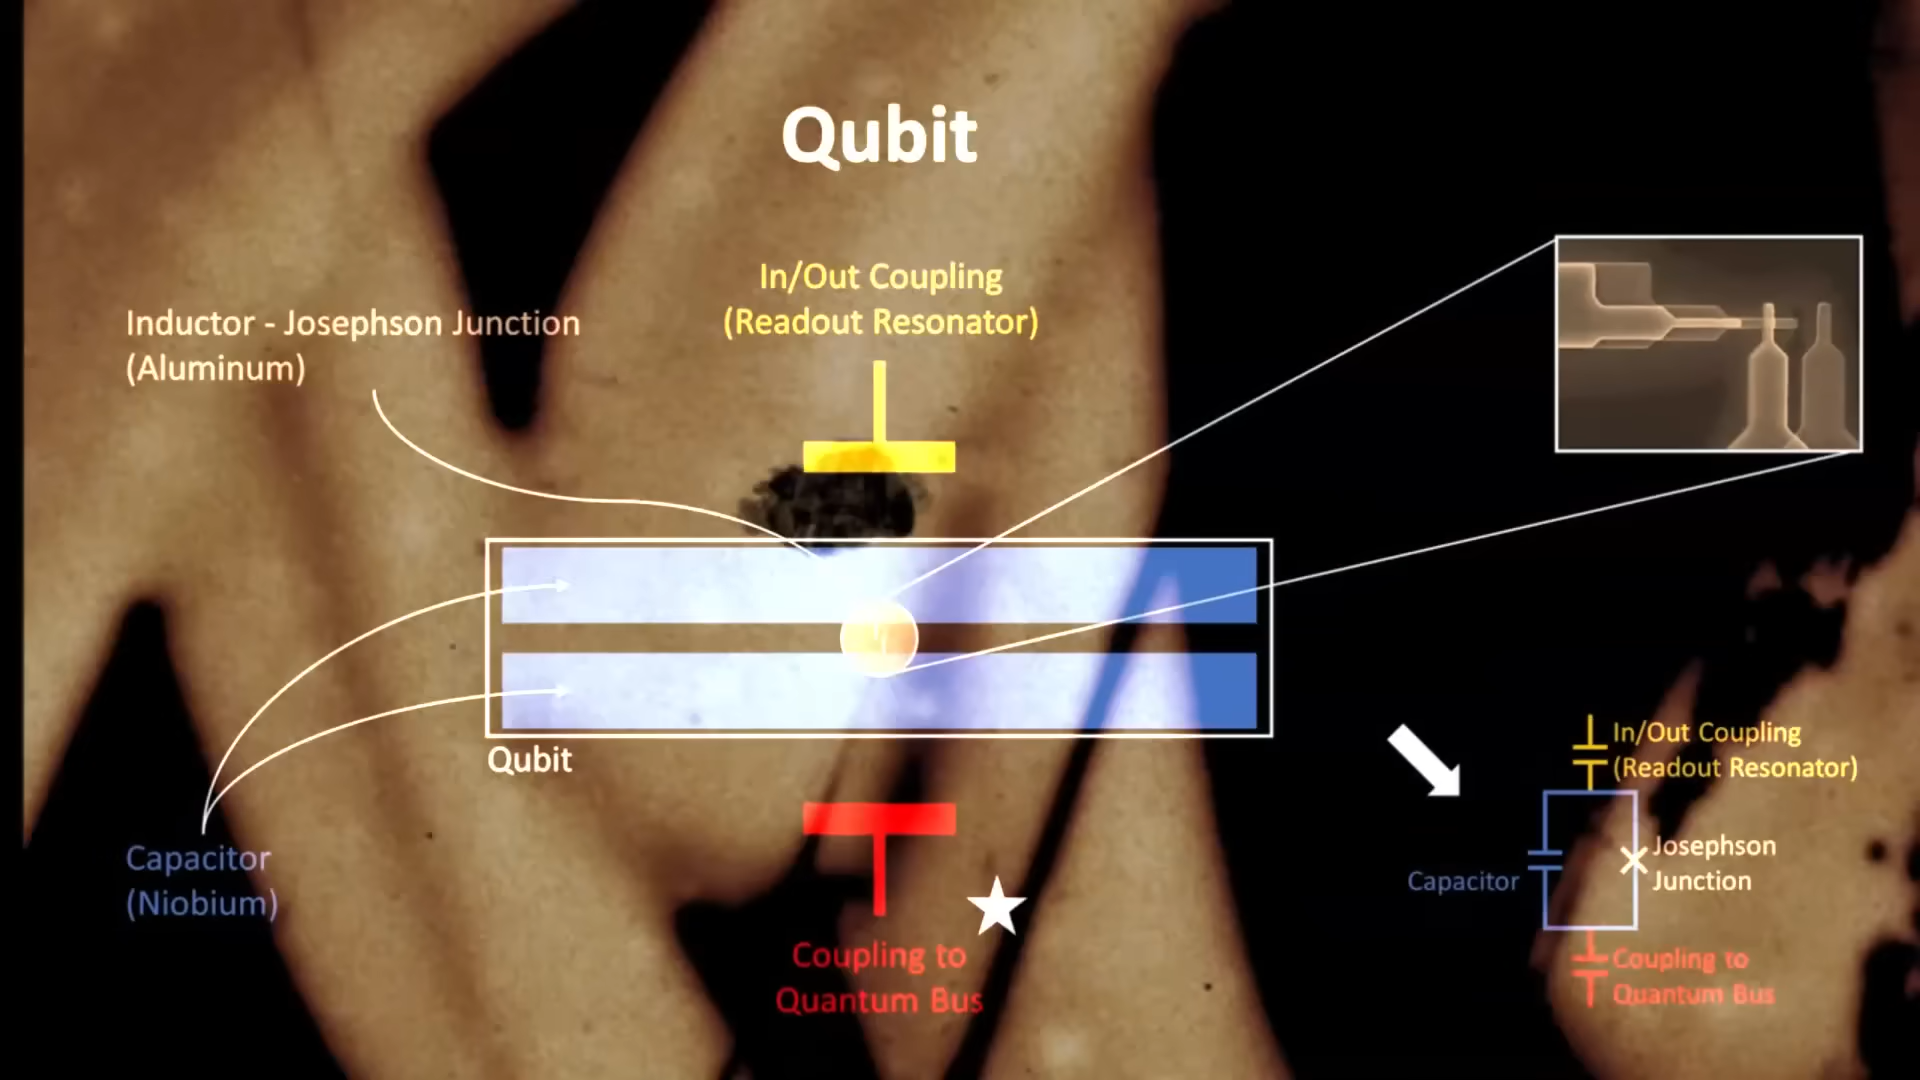 Qubit
In/Out Coupling
(Readout Resonator)
Inductor - Josephson Junction
(Aluminum)
Qubit
Capacitor
(Niobium)
Coupling to
Quantum Bus
In/Out Coupling
(Readout Resonator)
Josephson
Junction
Capacitor
Coupling to
Quantum Bus